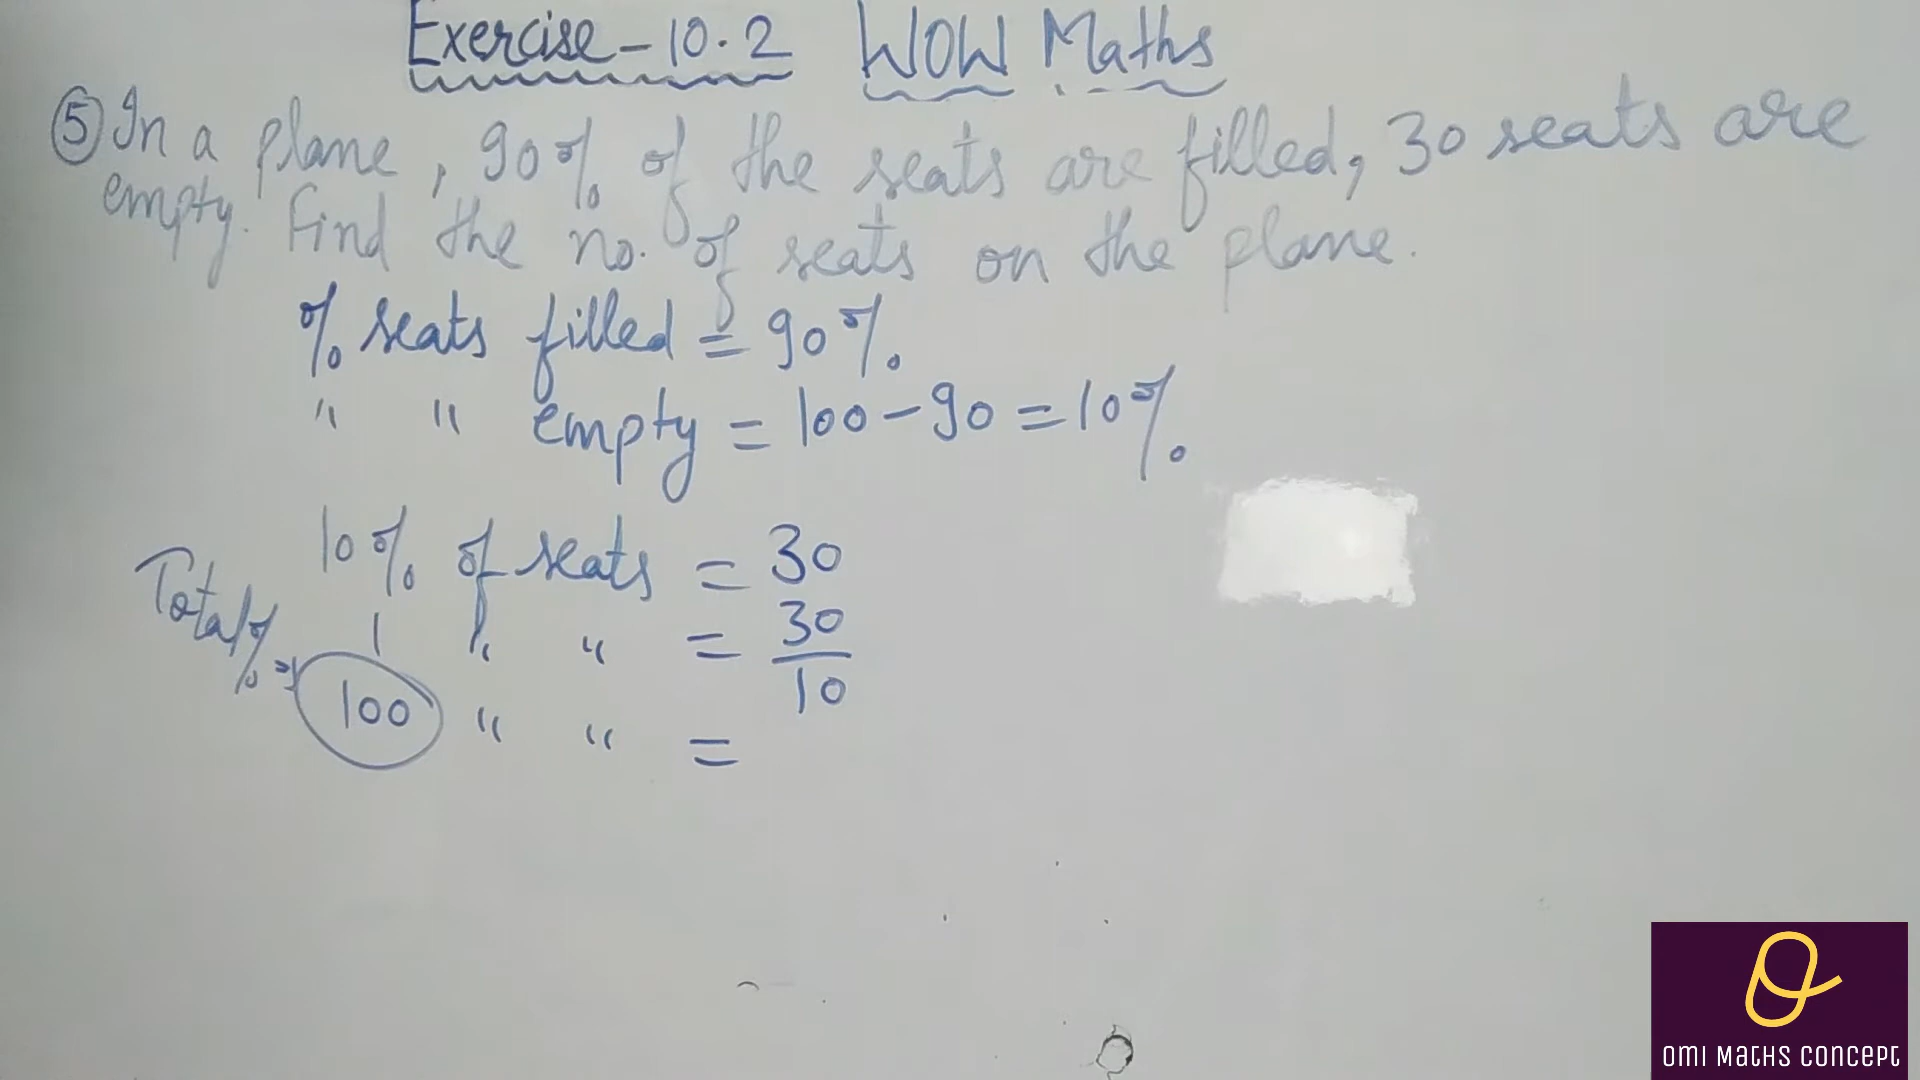 Exercise - 10.2 WOW Maths
⑤ In a plane, 90% of the seats are filled, 30 seats are
empty. Find the no. of seats on the plane.
% seats filled = 90%.
" " empty = 100 - 90 = 10%.
10% of seats = 30
1 " " = 30/10
Total % => 100 " " =
OMI MATHS CONCEPT